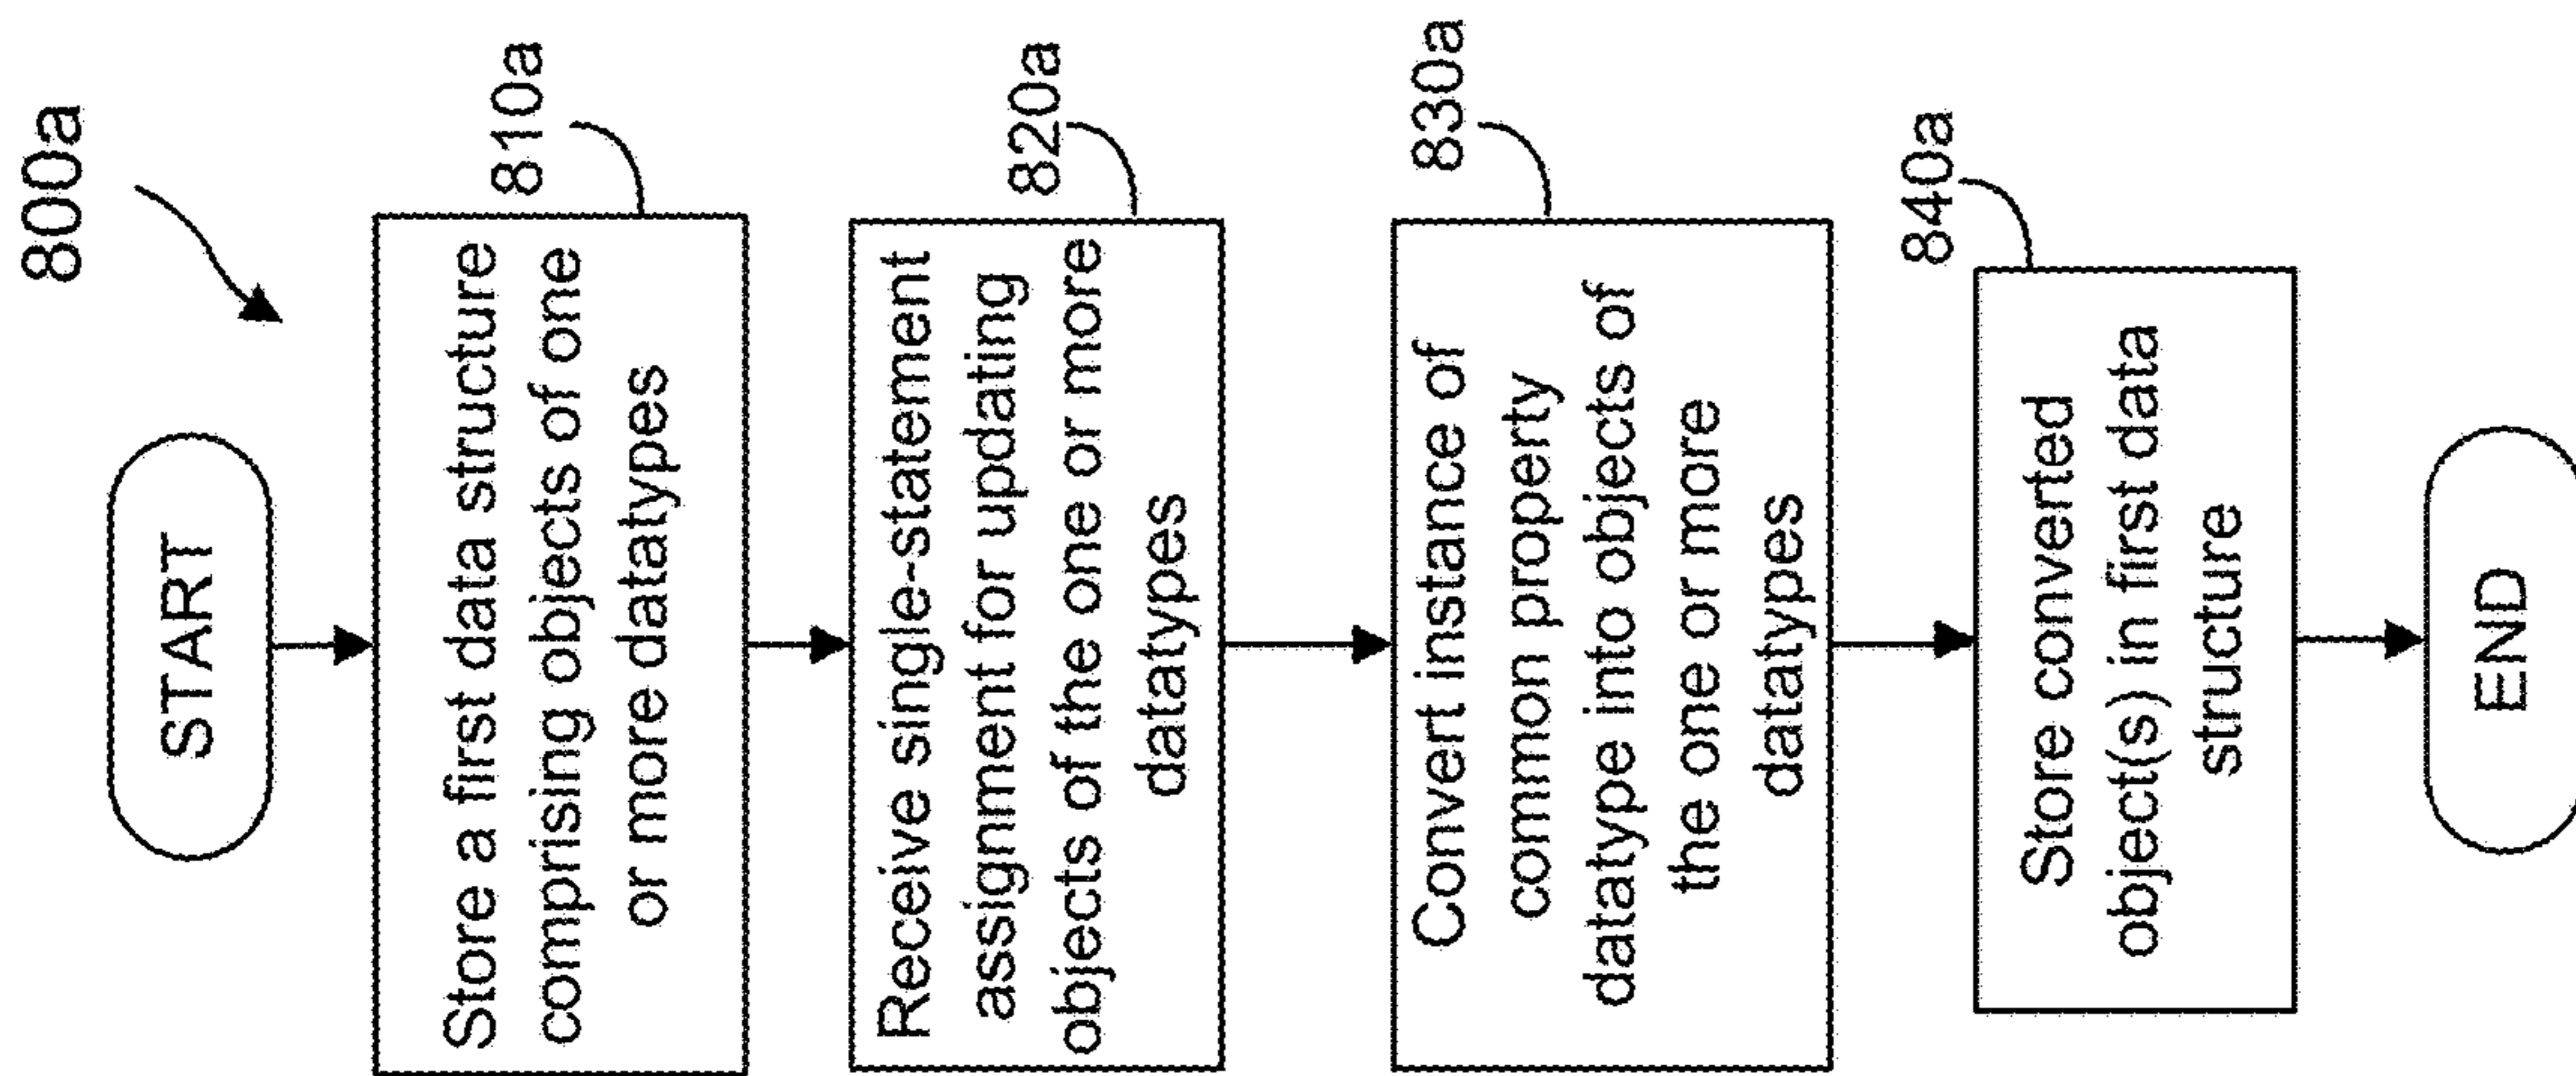 800a
START
Store a first data structure
comprising objects of one
or more datatypes
810a
Receive single-statement
assignment for updating
objects of the one or more
datatypes
820a
Convert instance of
common property
datatype into objects of
the one or more
datatypes
830a
Store converted
object(s) in first data
structure
840a
END